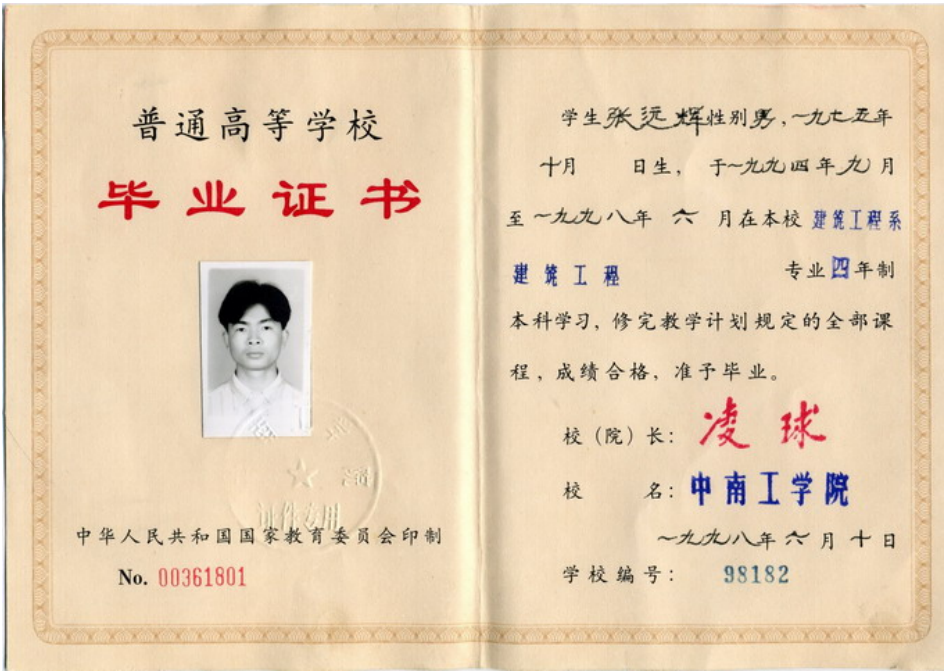 普通高等学校
毕业证书
证件专用
中华人民共和国国家教育委员会印制
No. 00361801
学生张远辉性别男，一九七五年
十月 日生，于一九九四年九月
至一九九八年六月在本校建筑工程系
建筑工程 专业四年制
本科学习，修完教学计划规定的全部课
程，成绩合格，准予毕业。
校（院）长：凌球
校 名：中南工学院
一九九八年六月十日
学校编号：98182